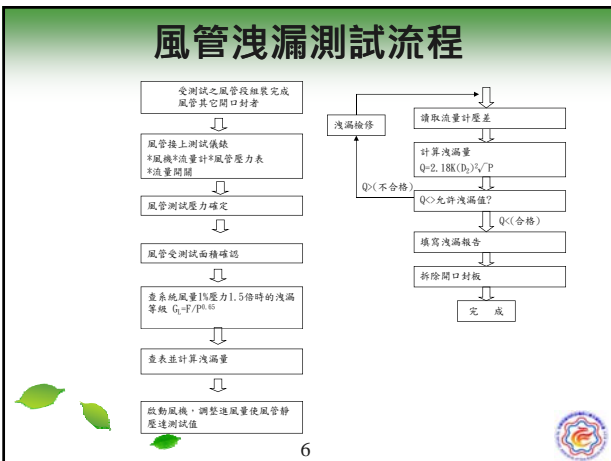 風管洩漏測試流程
受測試之風管段組裝完成
風管其它開口封者
風管接上測試儀錶
*風機*流量計*風管壓力表
*流量開關
風管測試壓力確定
風管受測試面積確認
查系統風量1%壓力1.5倍時的洩漏
等級 G_L=F/P^0.65
查表並計算洩漏量
啟動風機，調整進風量使風管靜
壓達測試值
洩漏檢修
讀取流量計壓差
計算洩漏量
Q=2.18K(D₂)²√P
Q>(不合格)
Q<>允許洩漏值?
Q<(合格)
填寫洩漏報告
拆除開口封板
完 成
6